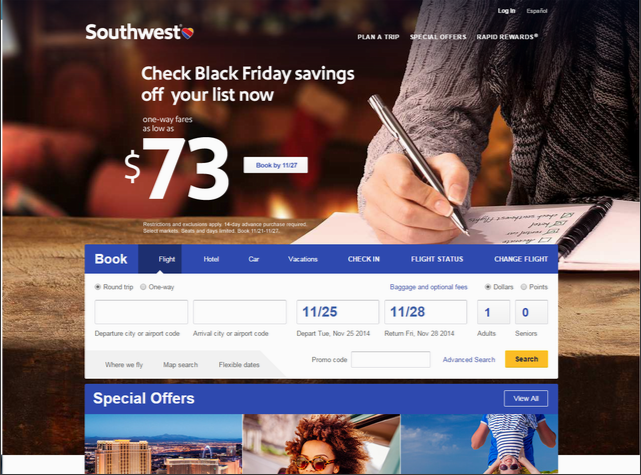 Log In Español
Southwest
PLAN A TRIP SPECIAL OFFERS RAPID REWARDS®
Check Black Friday savings
off your list now
one-way fares
as low as
$73
Book by 11/27
Restrictions and exclusions apply. 14-day advance purchase required.
Select markets. Seats and days limited. Book 11/21-11/27.
Book Flight Hotel Car Vacations CHECK IN FLIGHT STATUS CHANGE FLIGHT
Round trip One-way Baggage and optional fees Dollars Points
11/25 11/28 1 0
Departure city or airport code Arrival city or airport code Depart Tue, Nov 25 2014 Return Fri, Nov 28 2014 Adults Seniors
Where we fly Map search Flexible dates Promo code Advanced Search Search
Special Offers View All